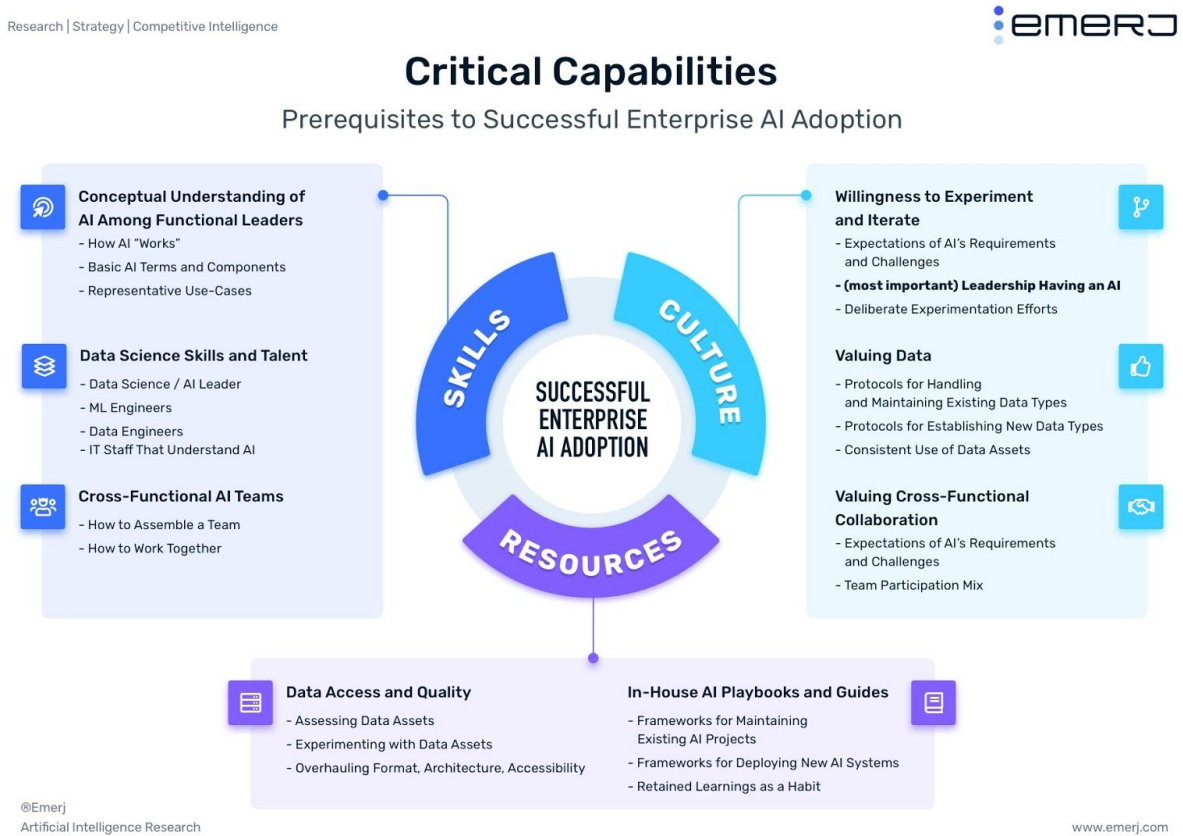 Research | Strategy | Competitive Intelligence
emerj
Critical Capabilities
Prerequisites to Successful Enterprise AI Adoption
Conceptual Understanding of
AI Among Functional Leaders
- How AI “Works”
- Basic AI Terms and Components
- Representative Use-Cases
Data Science Skills and Talent
- Data Science / AI Leader
- ML Engineers
- Data Engineers
- IT Staff That Understand AI
Cross-Functional AI Teams
- How to Assemble a Team
- How to Work Together
SKILLS
CULTURE
RESOURCES
SUCCESSFUL
ENTERPRISE
AI ADOPTION
Willingness to Experiment
and Iterate
- Expectations of AI’s Requirements
and Challenges
- (most important) Leadership Having an AI
- Deliberate Experimentation Efforts
Valuing Data
- Protocols for Handling
and Maintaining Existing Data Types
- Protocols for Establishing New Data Types
- Consistent Use of Data Assets
Valuing Cross-Functional
Collaboration
- Expectations of AI’s Requirements
and Challenges
- Team Participation Mix
Data Access and Quality
- Assessing Data Assets
- Experimenting with Data Assets
- Overhauling Format, Architecture, Accessibility
In-House AI Playbooks and Guides
- Frameworks for Maintaining
Existing AI Projects
- Frameworks for Deploying New AI Systems
- Retained Learnings as a Habit
®Emerj
Artificial Intelligence Research
www.emerj.com